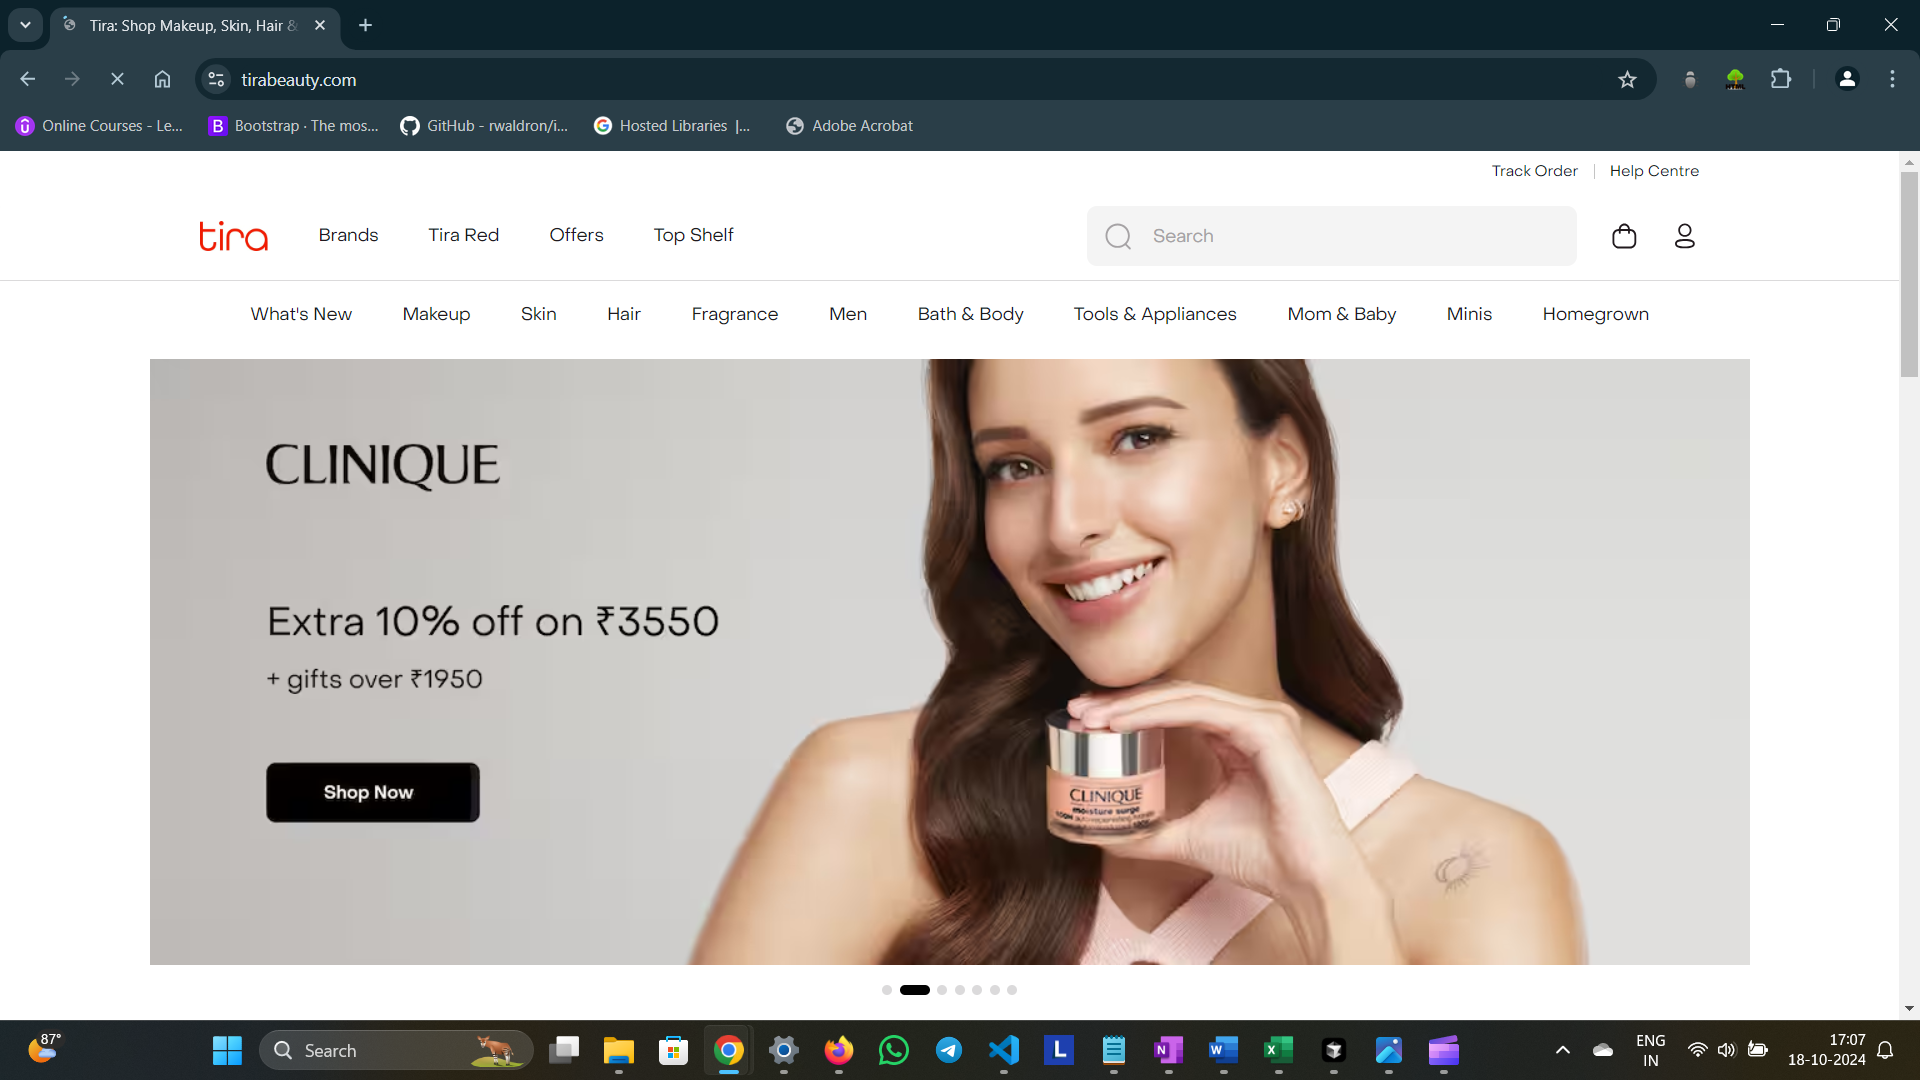 Tira: Shop Makeup, Skin, Hair &
tirabeauty.com
Online Courses - Le...
Bootstrap · The mos...
GitHub - rwaldron/i...
Hosted Libraries |...
Adobe Acrobat
Track Order
Help Centre
tira
Brands
Tira Red
Offers
Top Shelf
Search
What's New
Makeup
Skin
Hair
Fragrance
Men
Bath & Body
Tools & Appliances
Mom & Baby
Minis
Homegrown
CLINIQUE
Extra 10% off on ₹3550
+ gifts over ₹1950
Shop Now
CLINIQUE
moisture surge
87°
Search
ENG
IN
17:07
18-10-2024